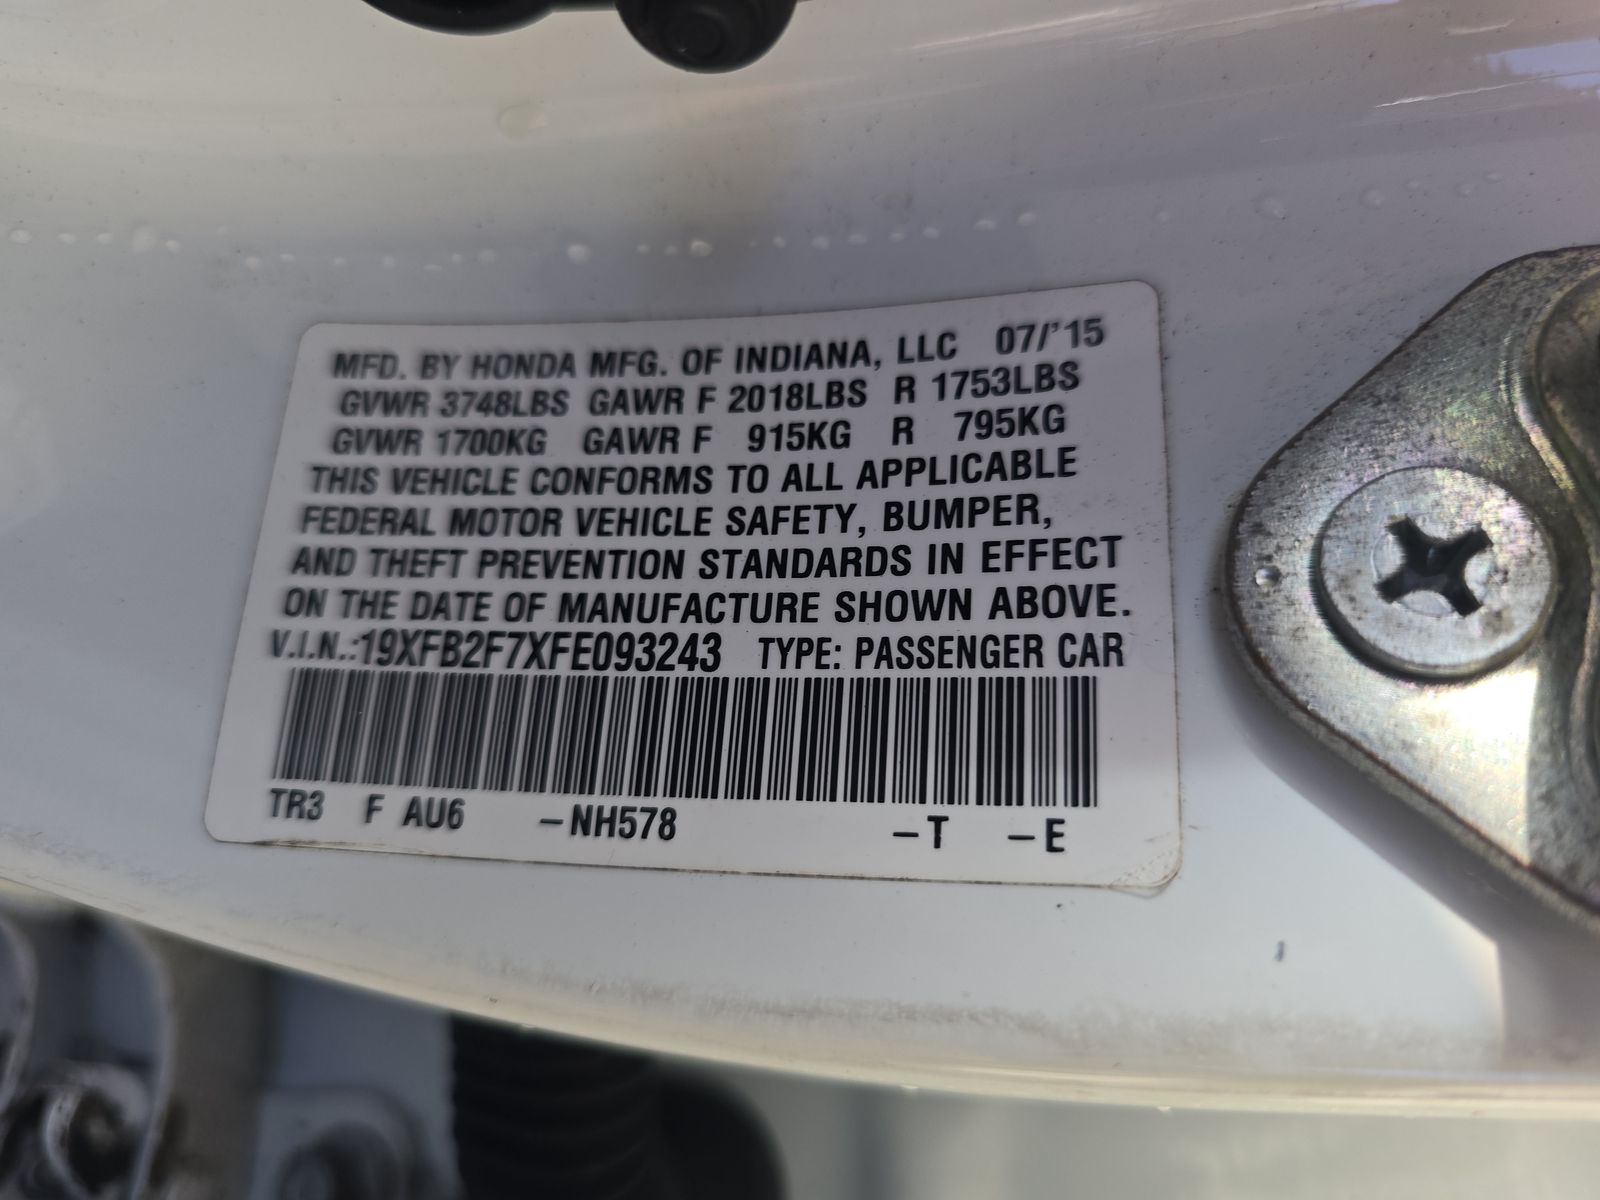 MFD. BY HONDA MFG. OF INDIANA, LLC 07/'15
GVWR 3748LBS GAWR F 2018LBS R 1753LBS
GVWR 1700KG GAWR F 915KG R 795KG
THIS VEHICLE CONFORMS TO ALL APPLICABLE
FEDERAL MOTOR VEHICLE SAFETY, BUMPER,
AND THEFT PREVENTION STANDARDS IN EFFECT
ON THE DATE OF MANUFACTURE SHOWN ABOVE.
V.I.N.:19XFB2F7XFE093243 TYPE: PASSENGER CAR
TR3 F AU6 –NH578 –T –E